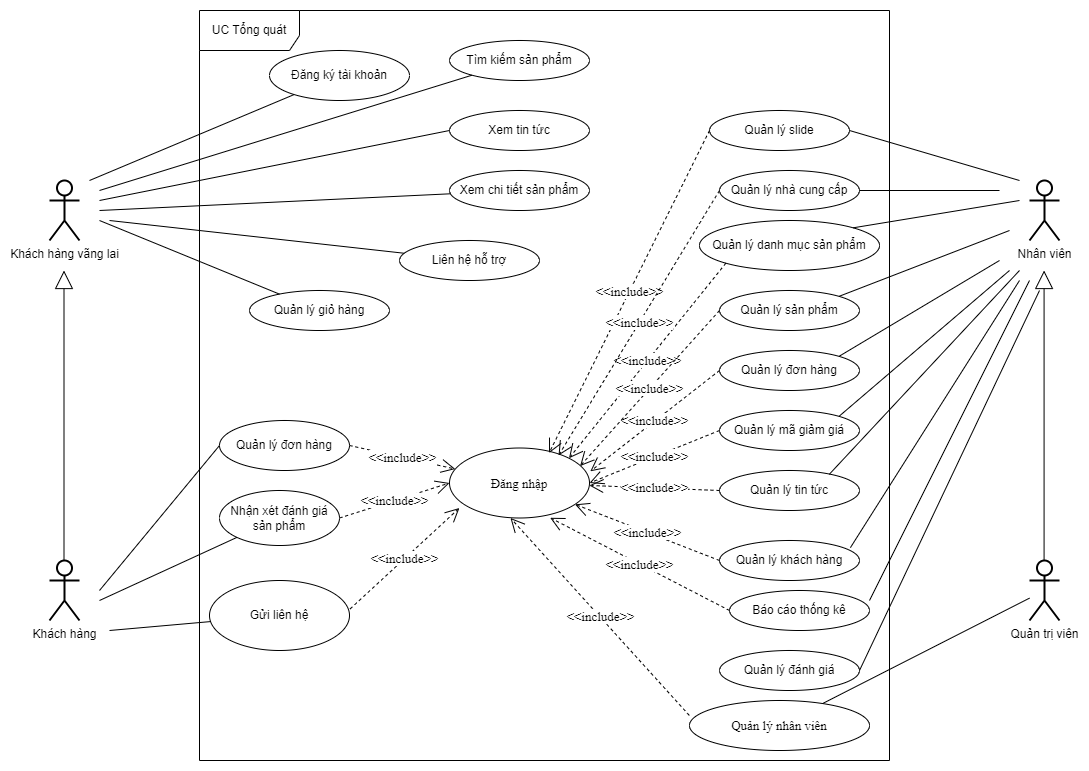 UC Tổng quát
Đăng ký tài khoản
Tìm kiếm sản phẩm
Xem tin tức
Xem chi tiết sản phẩm
Liên hệ hỗ trợ
Quản lý giỏ hàng
Khách hàng vãng lai
Quản lý slide
Quản lý nhà cung cấp
Quản lý danh mục sản phẩm
Quản lý sản phẩm
Quản lý đơn hàng
Quản lý mã giảm giá
Quản lý tin tức
Quản lý khách hàng
Báo cáo thống kê
Quản lý đánh giá
Quản lý nhân viên
Nhân viên
<<include>>
<<include>>
<<include>>
<<include>>
<<include>>
<<include>>
<<include>>
<<include>>
<<include>>
<<include>>
Đăng nhập
Quản lý đơn hàng
<<include>>
Nhận xét đánh giá
sản phẩm
<<include>>
Gửi liên hệ
<<include>>
Khách hàng
Quản trị viên